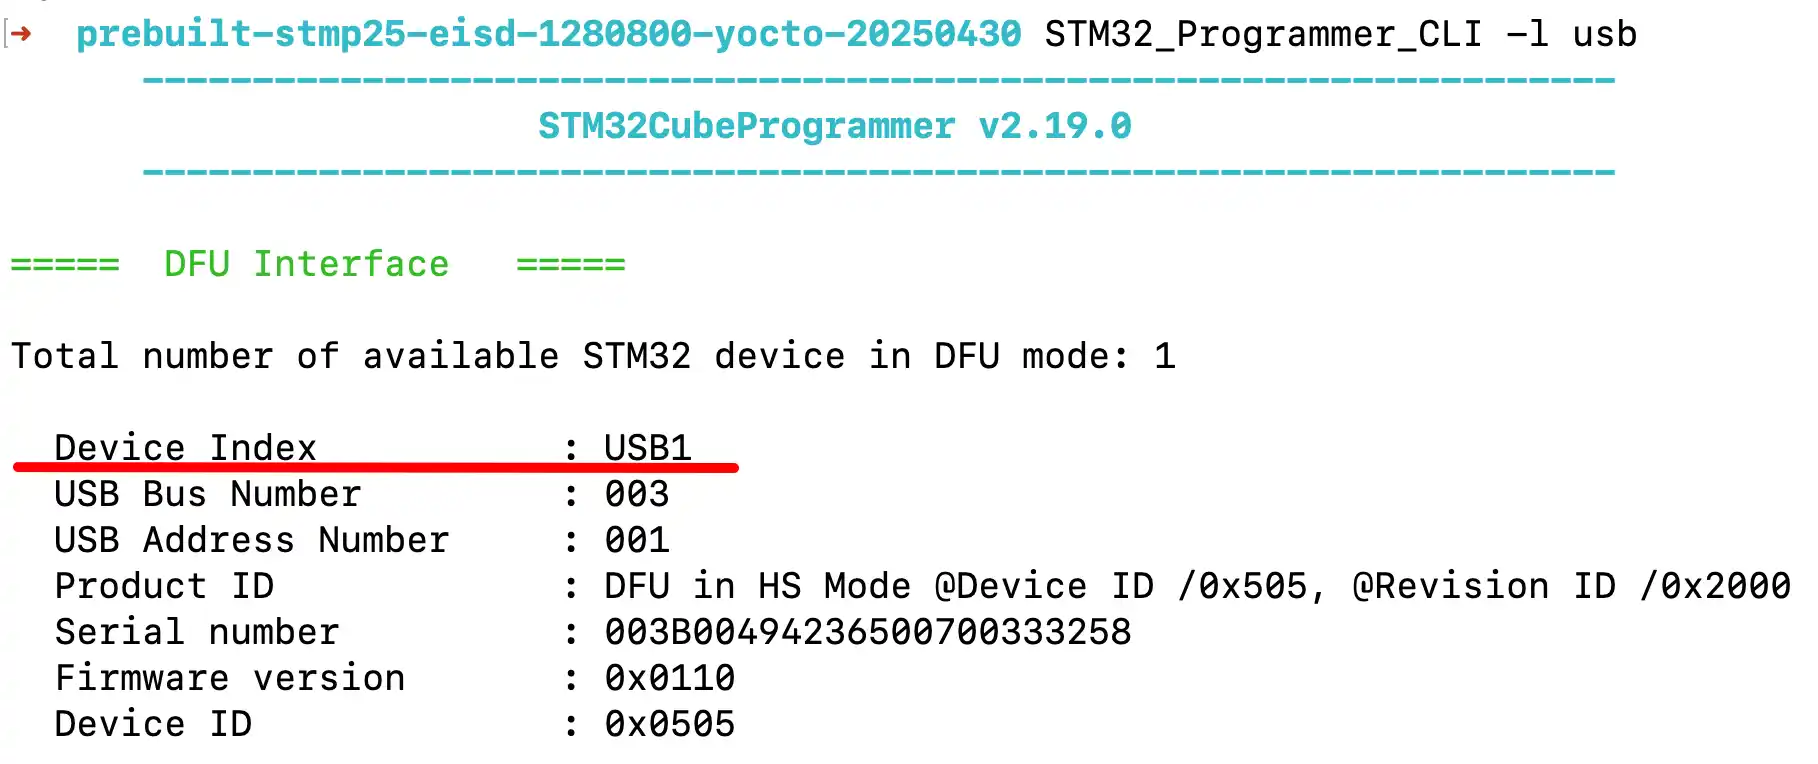 ➜ prebuilt-stmp25-eisd-1280800-yocto-20250430 STM32_Programmer_CLI -l usb
-------------------------------------------------------------------
STM32CubeProgrammer v2.19.0
-------------------------------------------------------------------
===== DFU Interface =====
Total number of available STM32 device in DFU mode: 1
Device Index : USB1
USB Bus Number : 003
USB Address Number : 001
Product ID : DFU in HS Mode @Device ID /0x505, @Revision ID /0x2000
Serial number : 003B00494236500700333258
Firmware version : 0x0110
Device ID : 0x0505